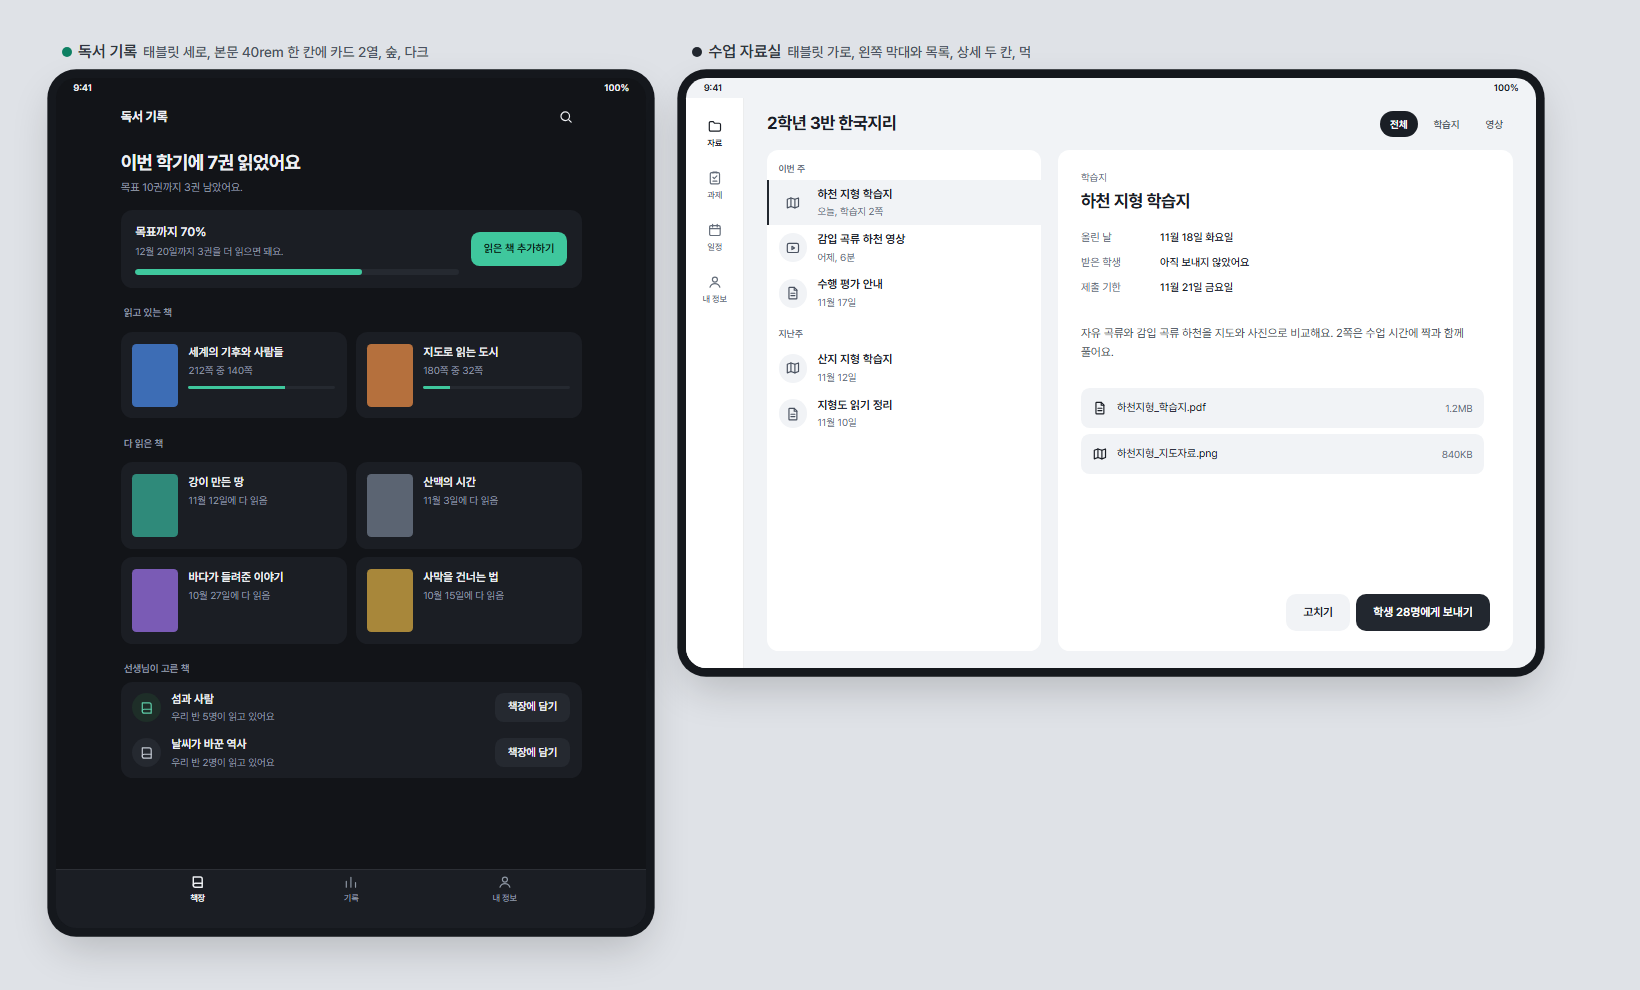 독서 기록 태블릿 세로, 본문 40rem 한 칸에 카드 2열, 숲, 다크
9:41 100%
독서 기록
이번 학기에 7권 읽었어요
목표 10권까지 3권 남았어요.
목표까지 70%
12월 20일까지 3권을 더 읽으면 돼요.
읽은 책 추가하기
읽고 있는 책
세계의 기후와 사람들
212쪽 중 140쪽
지도로 읽는 도시
180쪽 중 32쪽
다 읽은 책
강이 만든 땅
11월 12일에 다 읽음
산맥의 시간
11월 3일에 다 읽음
바다가 들려준 이야기
10월 27일에 다 읽음
사막을 건너는 법
10월 15일에 다 읽음
선생님이 고른 책
섬과 사람
우리 반 5명이 읽고 있어요
책장에 담기
날씨가 바꾼 역사
우리 반 2명이 읽고 있어요
책장에 담기
책장 기록 내 정보
수업 자료실 태블릿 가로, 왼쪽 막대와 목록, 상세 두 칸, 먹
9:41 100%
자료
과제
일정
내 정보
2학년 3반 한국지리
전체 학습지 영상
이번 주
하천 지형 학습지
오늘, 학습지 2쪽
감입 곡류 하천 영상
어제, 6분
수행 평가 안내
11월 17일
지난주
산지 지형 학습지
11월 12일
지형도 읽기 정리
11월 10일
학습지
하천 지형 학습지
올린 날 11월 18일 화요일
받은 학생 아직 보내지 않았어요
제출 기한 11월 21일 금요일
자유 곡류와 감입 곡류 하천을 지도와 사진으로 비교해요. 2쪽은 수업 시간에 짝과 함께
풀어요.
하천지형_학습지.pdf 1.2MB
하천지형_지도자료.png 840KB
고치기 학생 28명에게 보내기